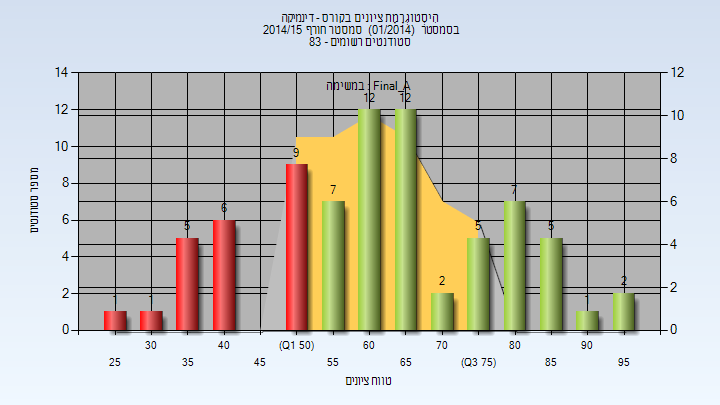 הִיסְטוֹגְרָמַת ציונים בקורס - דינמיקה
בסמסטר (01/2014) סמסטר חורף 2014/15
סטודנטים רשומים - 83
במשימה : Final_A
14 12
12 10
10 8
8 6
6 4
4 2
2 0
0
1 1 5 6 9 7 12 12 2 5 7 5 1 2
מספר סטודנטים
30 40 (Q1 50) 60 70 80 90
25 35 45 55 65 (Q3 75) 85 95
טווח ציונים